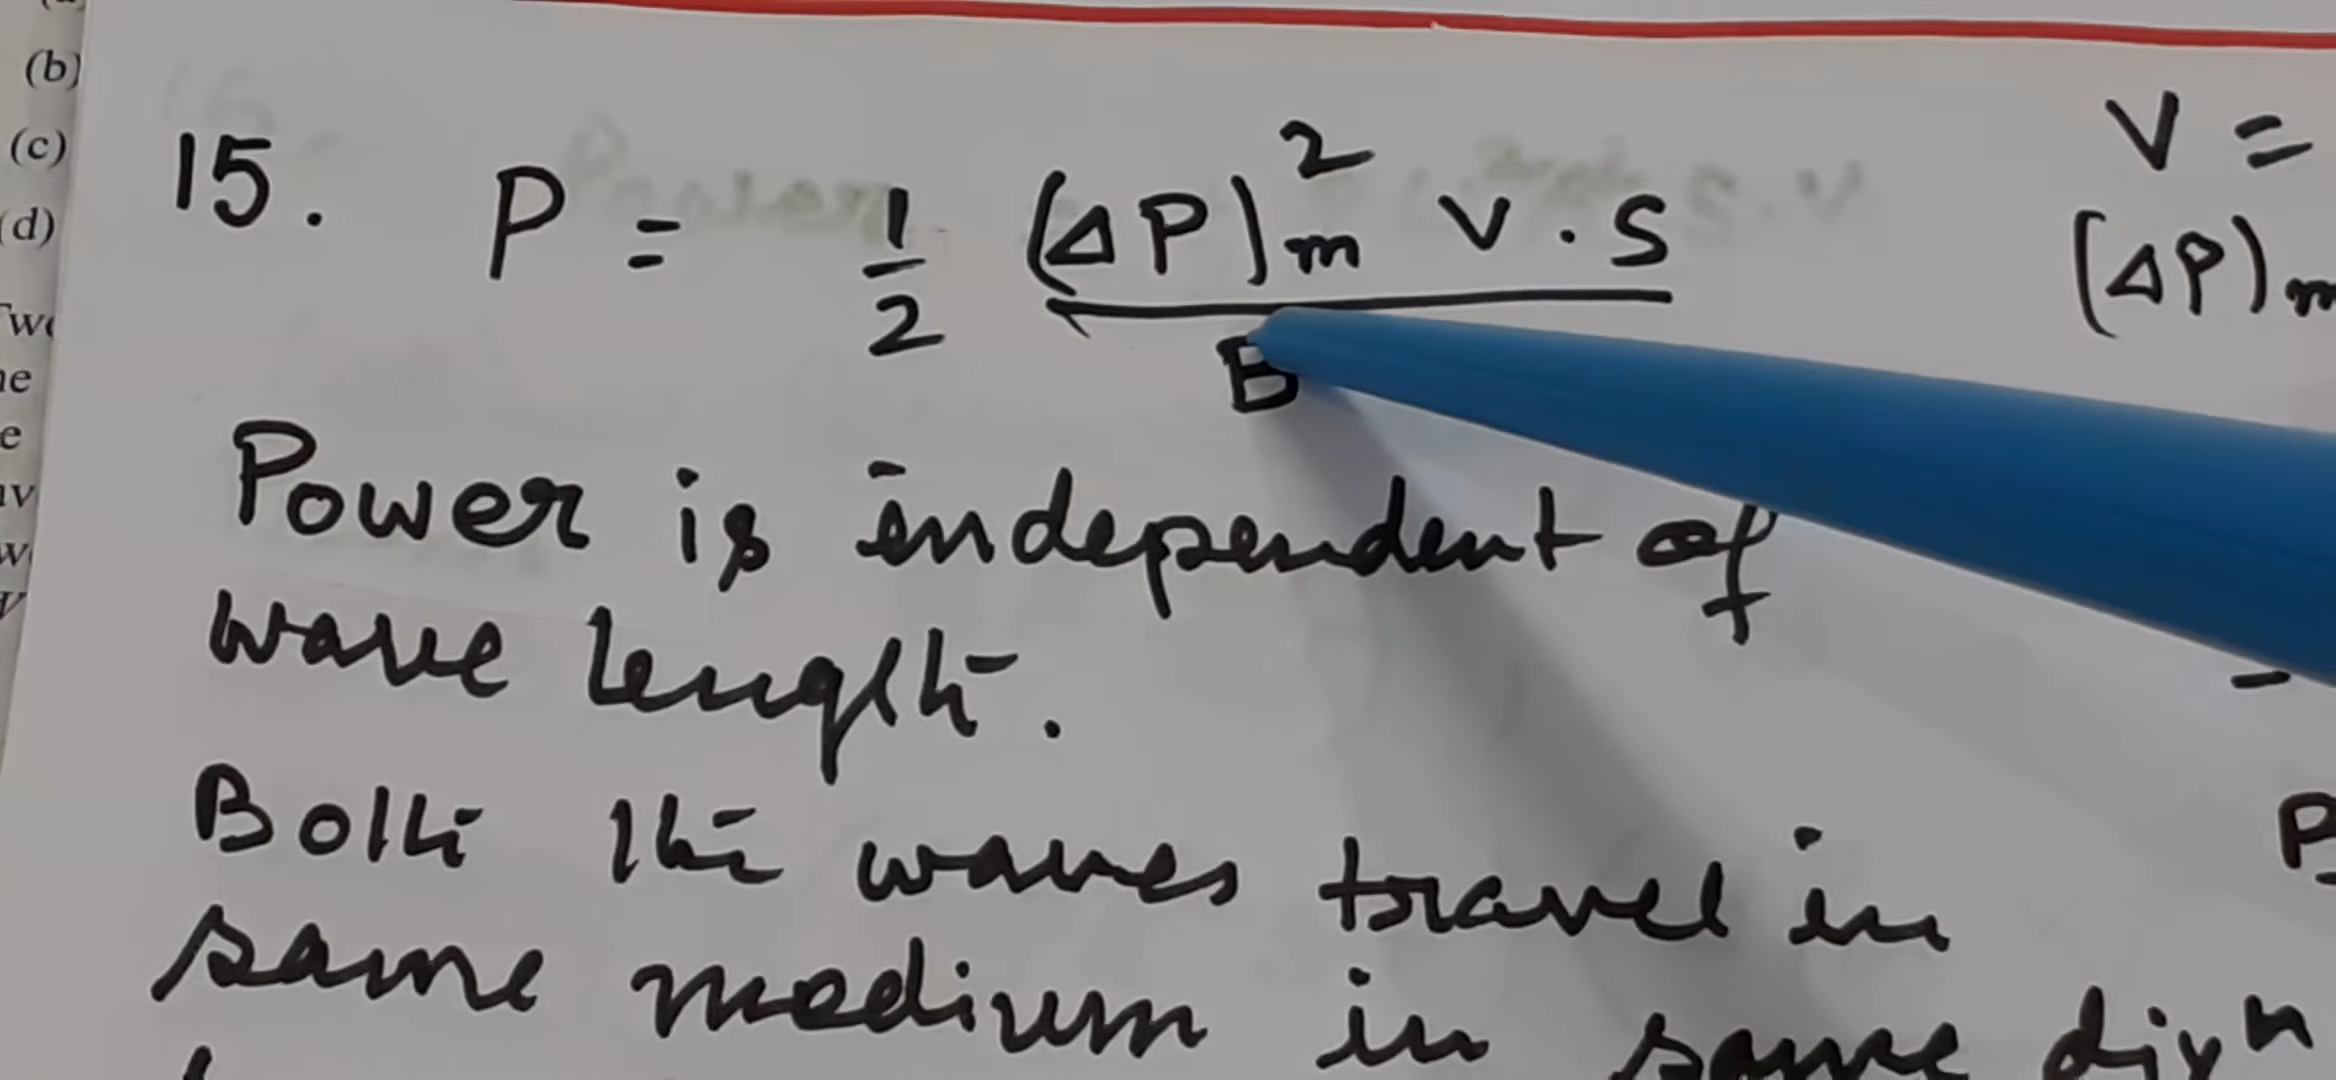 (b)
(c)
(d)
15. P = 1/2 (ΔP)²m V . S / B
V =
(ΔP)m
Power is independent of
wave length.
Both the waves travel in
same medium in same dirⁿ